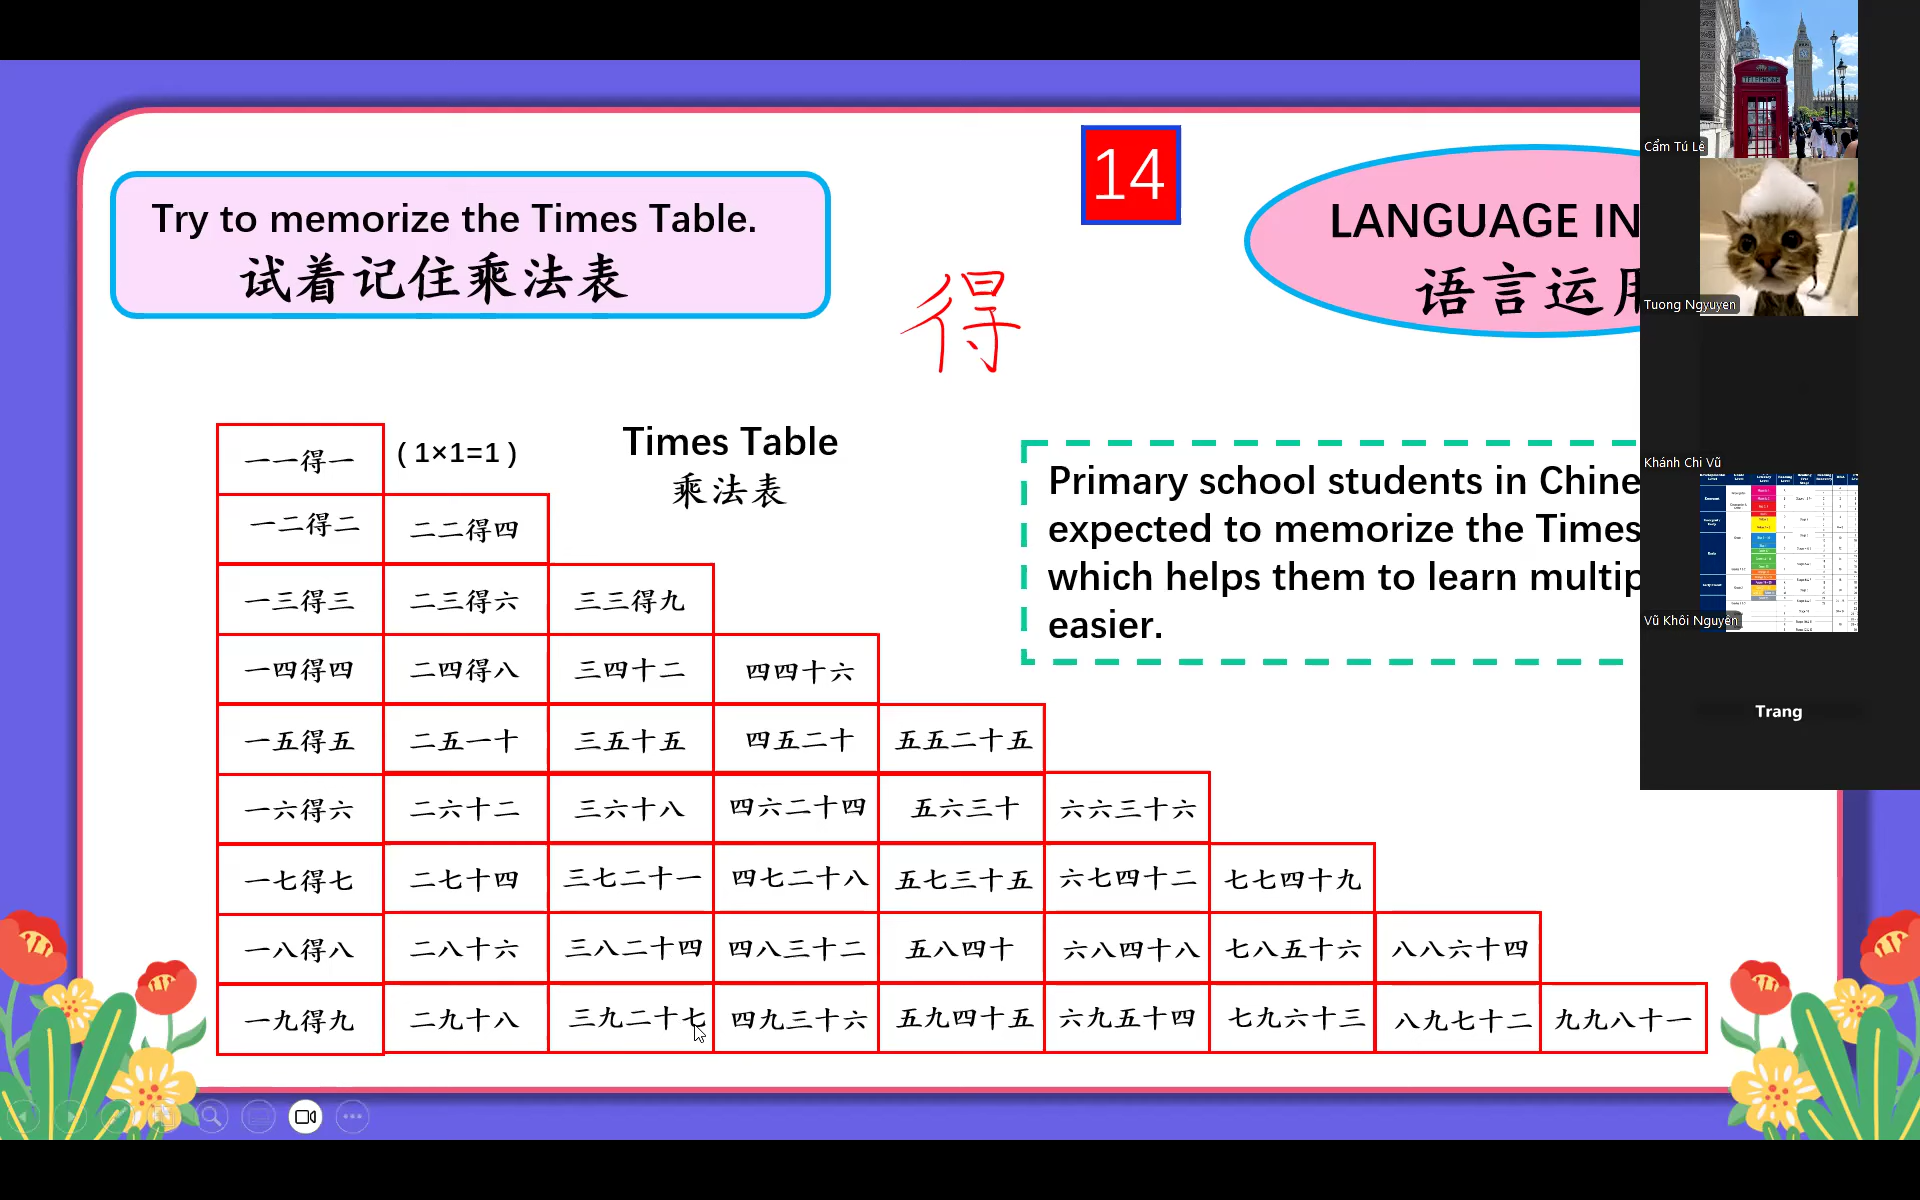 Try to memorize the Times Table.
试着记住乘法表
得
14
LANGUAGE IN
语言运用
Times Table
乘法表
Primary school students in Chine
expected to memorize the Times
which helps them to learn multip
easier.
一一得一 (1×1=1)
一二得二 二二得四
一三得三 二三得六 三三得九
一四得四 二四得八 三四十二 四四十六
一五得五 二五一十 三五十五 四五二十 五五二十五
一六得六 二六十二 三六十八 四六二十四 五六三十 六六三十六
一七得七 二七十四 三七二十一 四七二十八 五七三十五 六七四十二 七七四十九
一八得八 二八十六 三八二十四 四八三十二 五八四十 六八四十八 七八五十六 八八六十四
一九得九 二九十八 三九二十七 四九三十六 五九四十五 六九五十四 七九六十三 八九七十二 九九八十一
TELEPHONE
Cẩm Tú Lê
Tuong Ngyuyen
Khánh Chi Vũ
Vũ Khôi Nguyên
Trang